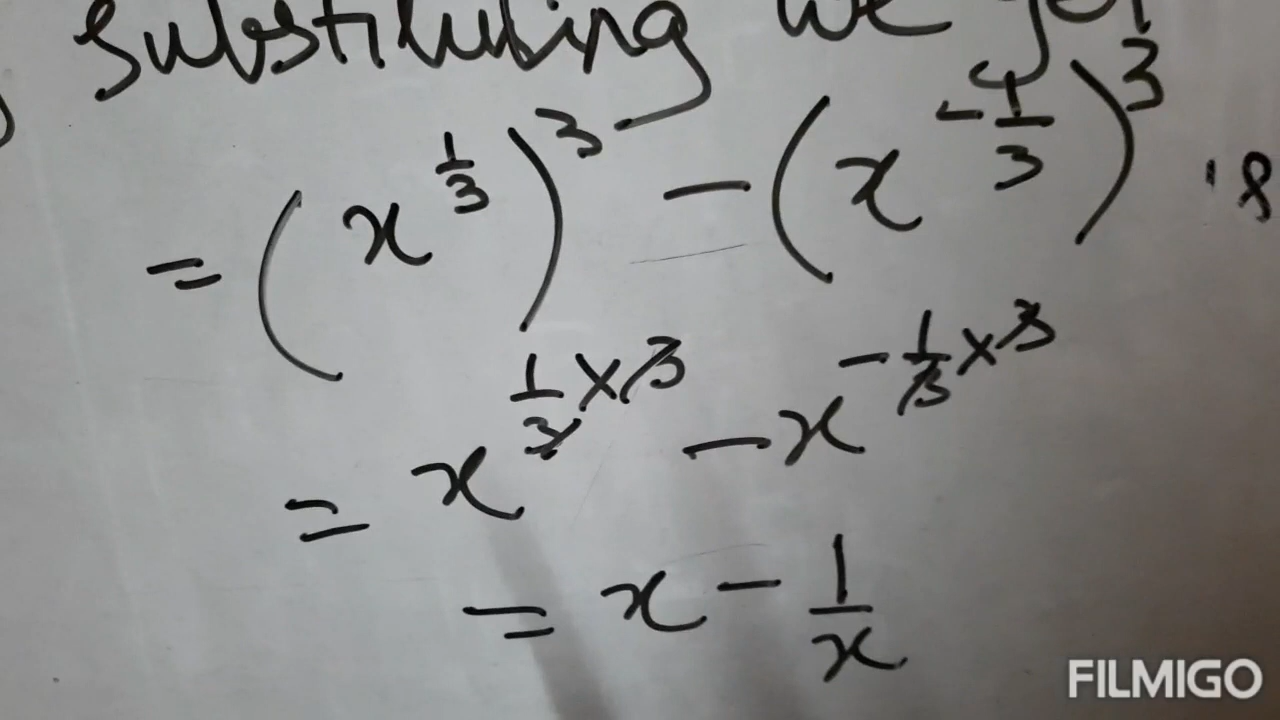 substituting we get
= (x^{1/3})^3 - (x^{-1/3})^3
= x^{1/3 × 3} - x^{-1/3 × 3}
= x - 1/x
FILMIGO